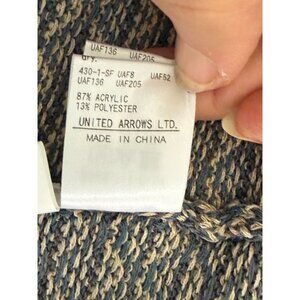 UAF136 UAF205
dry.
430-1-SF UAF8 UAF52
UAF136 UAF205
87% ACRYLIC
13% POLYESTER
UNITED ARROWS LTD.
MADE IN CHINA